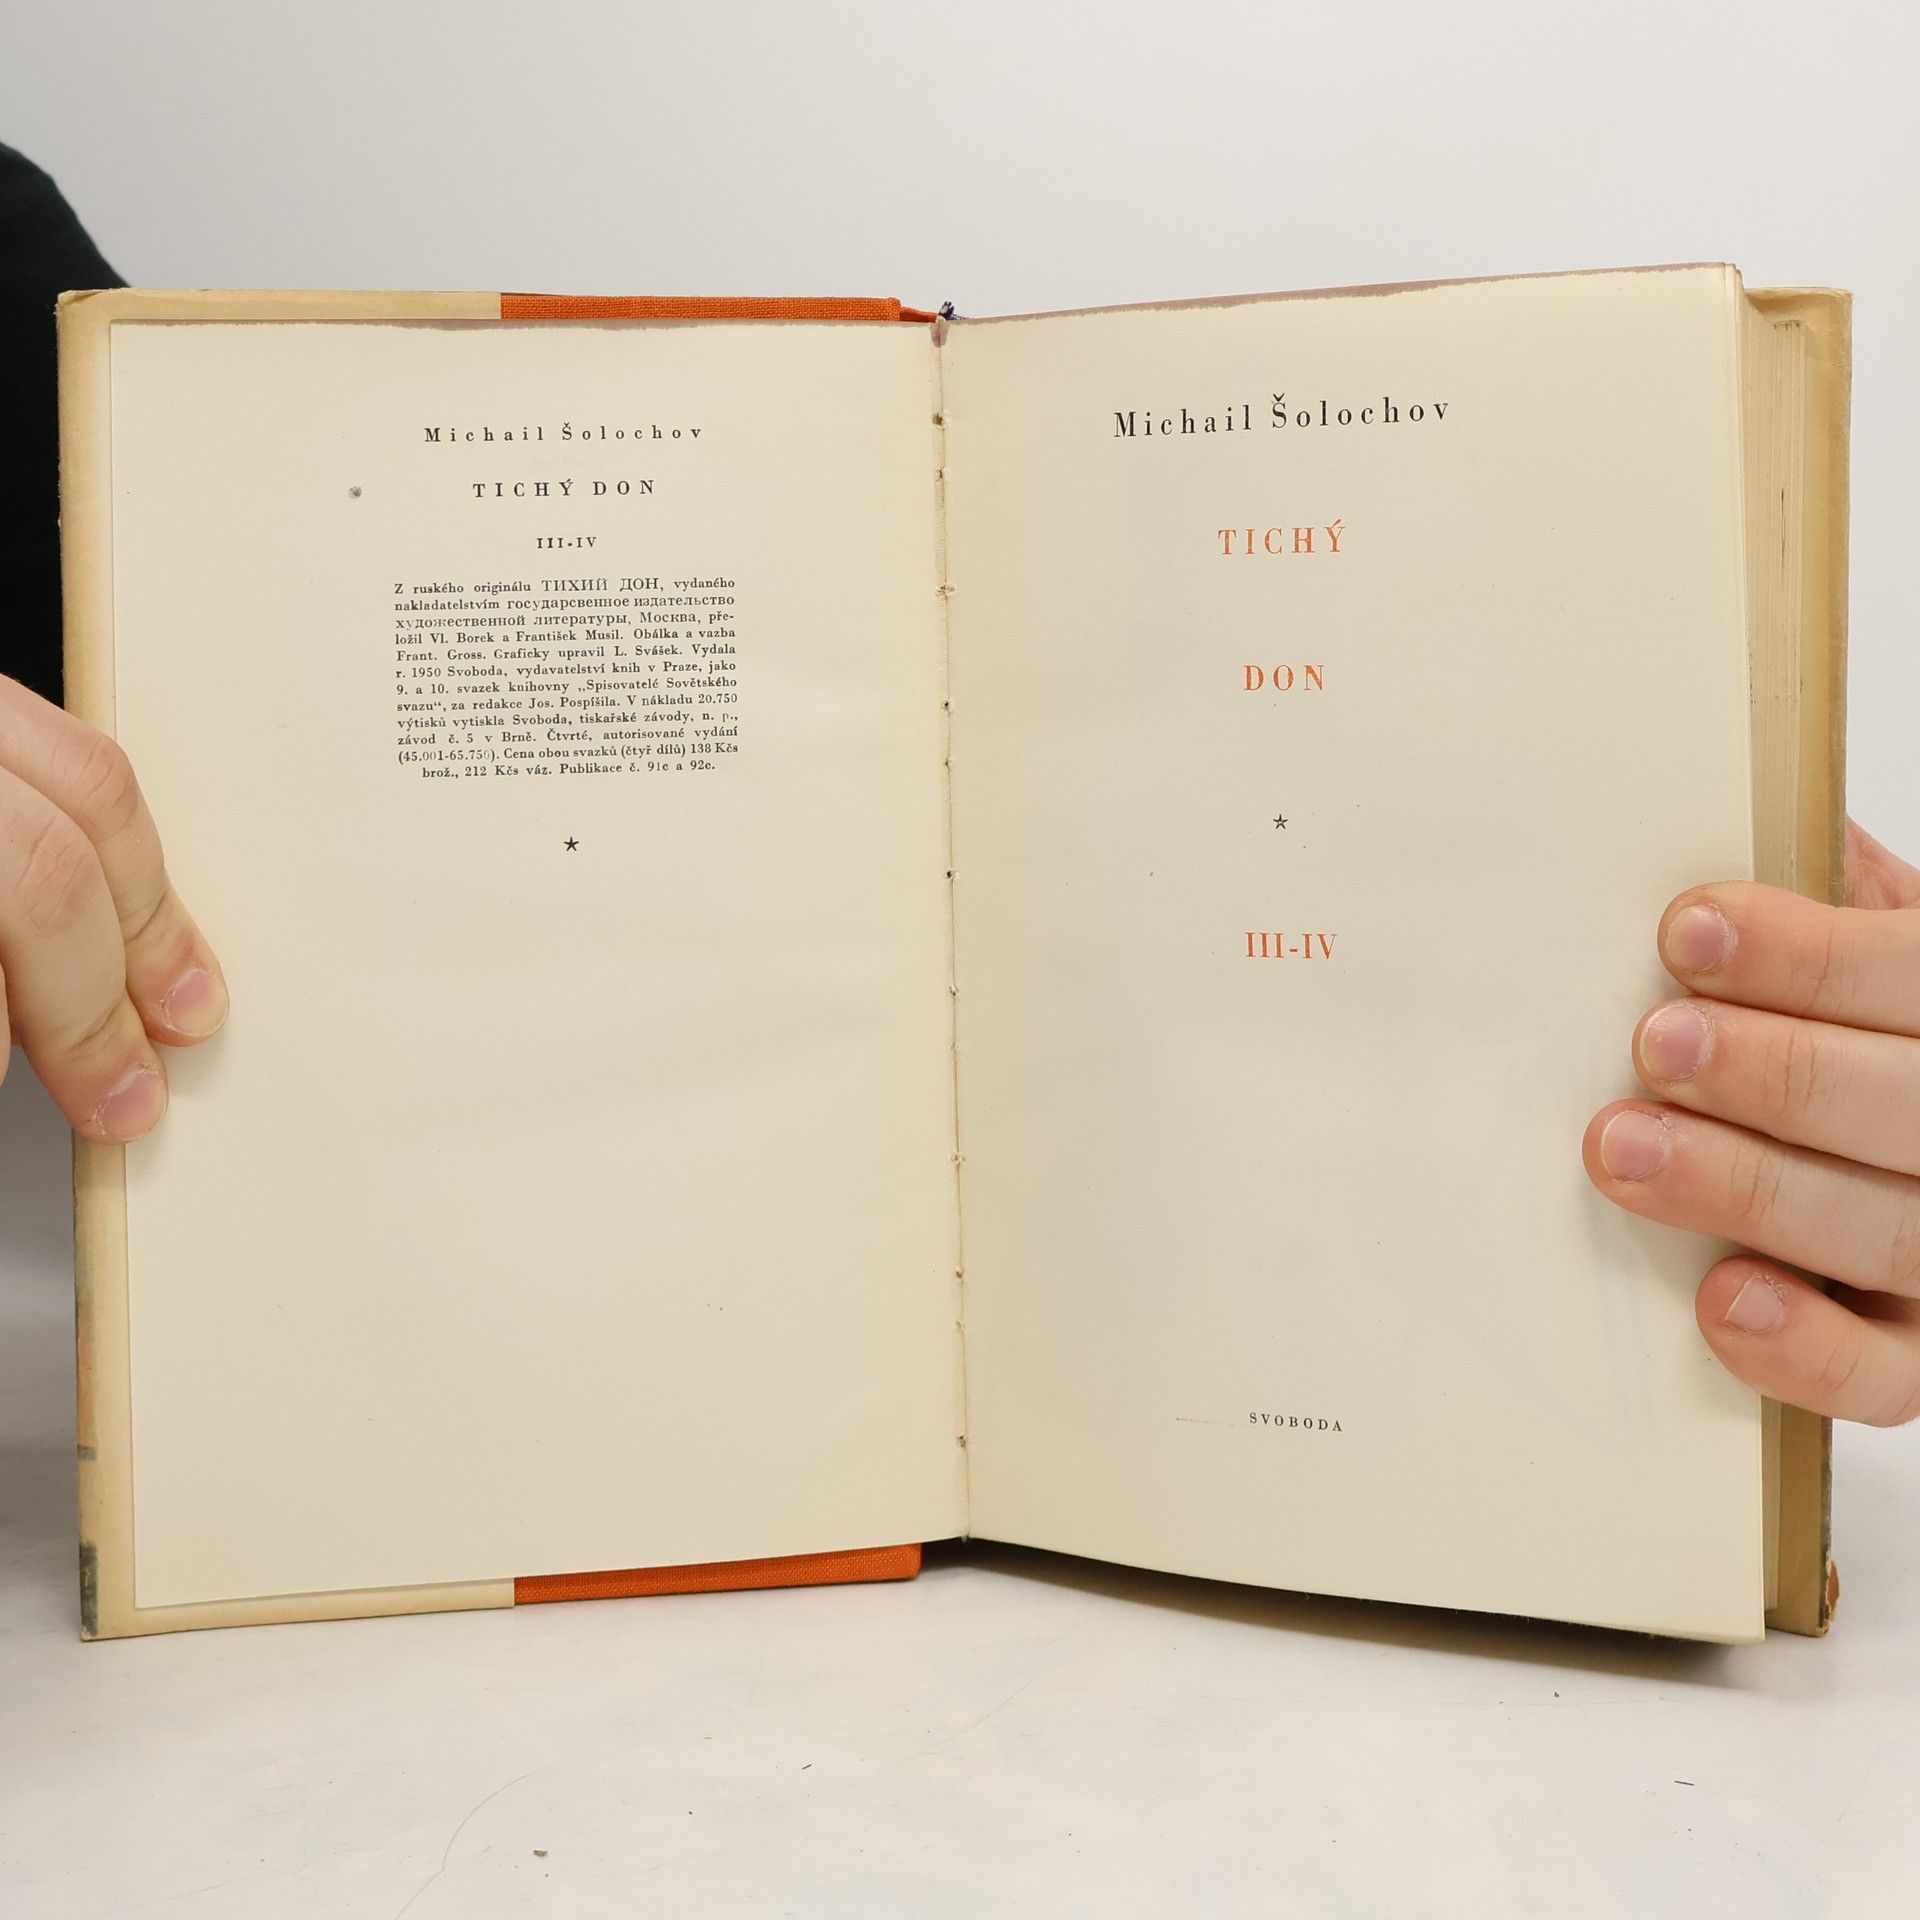 Michail Šolochov
TICHÝ DON
III-IV
Z ruského originálu ТИХИЙ ДОН, vydaného
nakladatelstvím государсвенное издательство
художественной литературы, Москва, pře-
ložil Vl. Borek a František Musil. Obálka a vazba
Frant. Gross. Graficky upravil L. Svášek. Vydala
r. 1950 Svoboda, vydavatelství knih v Praze, jako
9. a 10. svazek knihovny „Spisovatelé Sovětského
svazu“, za redakce Jos. Pospíšila. V nákladu 20.750
výtisků vytiskla Svoboda, tiskařské závody, n. p.,
závod č. 5 v Brně. Čtvrté, autorisované vydání
(45.001-65.750). Cena obou svazků (čtyř dílů) 138 Kčs
brož., 212 Kčs váz. Publikace č. 91c a 92c.
Michail Šolochov
TICHÝ
DON
III-IV
SVOBODA